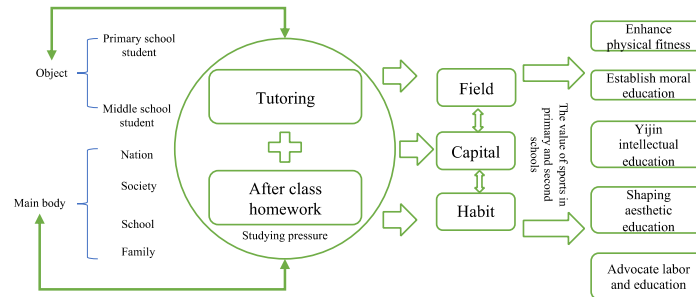 Object
Primary school
student
Middle school
student
Main body
Nation
Society
School
Family
Tutoring
After class
homework
Studying pressure
Field
Capital
Habit
The value of sports in
primary and second
schools
Enhance
physical fitness
Establish moral
education
Yijin
intellectual
education
Shaping
aesthetic
education
Advocate labor
and education